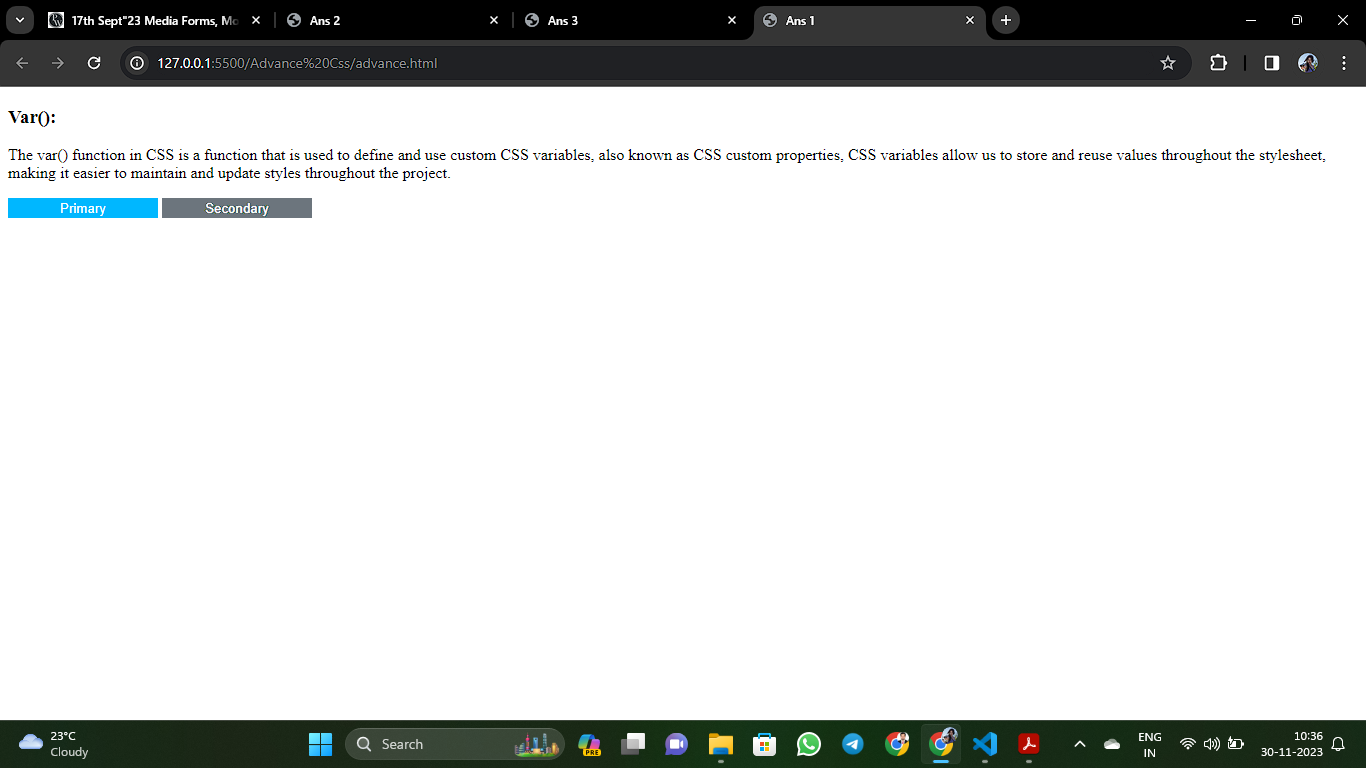 17th Sept"23 Media Forms, Mo
Ans 2
Ans 3
Ans 1
127.0.0.1:5500/Advance%20Css/advance.html
Var():
The var() function in CSS is a function that is used to define and use custom CSS variables, also known as CSS custom properties, CSS variables allow us to store and reuse values throughout the stylesheet,
making it easier to maintain and update styles throughout the project.
Primary Secondary
23°C
Cloudy
Search
PRE
ENG
IN
10:36
30-11-2023